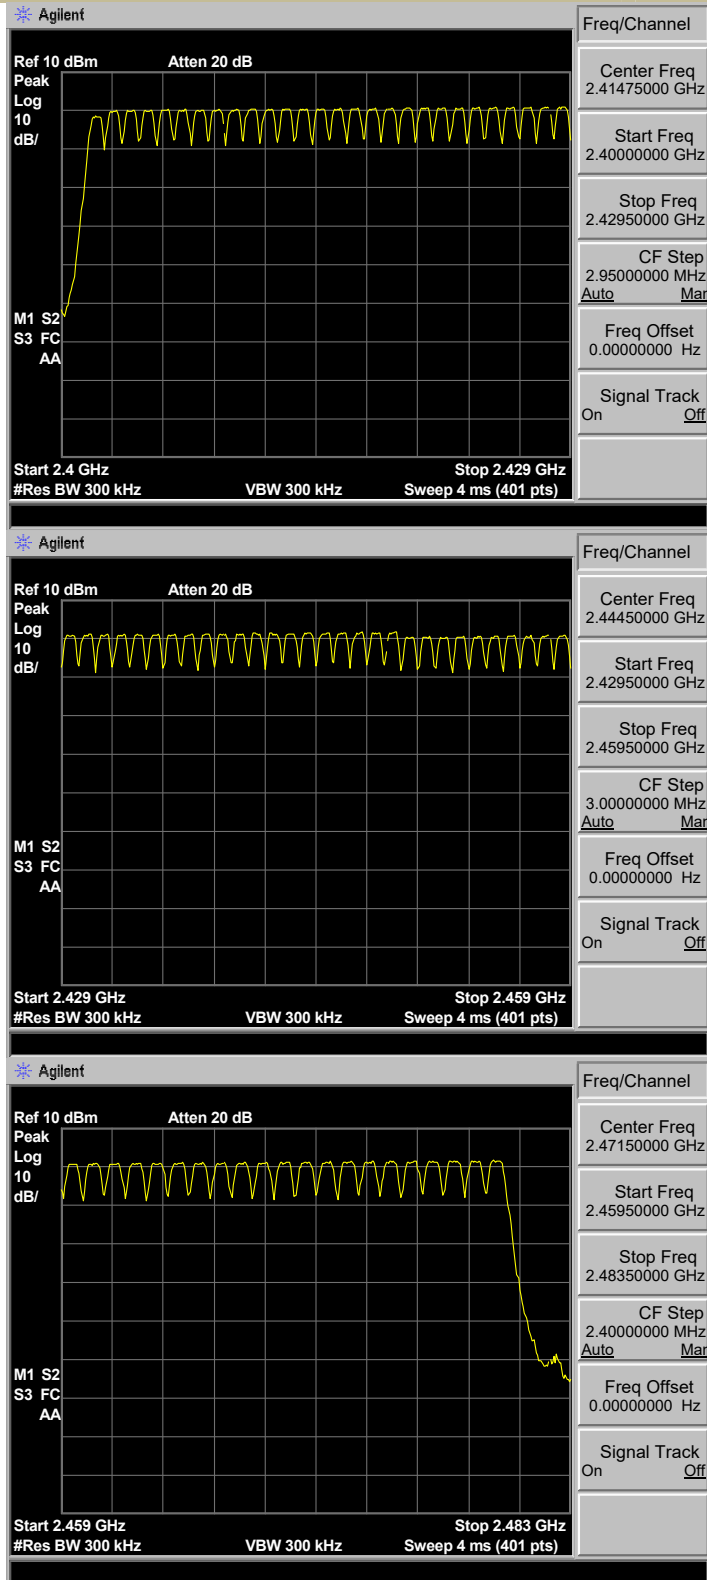 Agilent
Freq/Channel
Ref 10 dBm Atten 20 dB
Peak
Log
10
dB/
M1 S2
S3 FC
AA
Start 2.4 GHz Stop 2.429 GHz
#Res BW 300 kHz VBW 300 kHz Sweep 4 ms (401 pts)
Center Freq
2.41475000 GHz
Start Freq
2.40000000 GHz
Stop Freq
2.42950000 GHz
CF Step
2.95000000 MHz
Auto Mar
Freq Offset
0.00000000 Hz
Signal Track
On Off
Agilent
Freq/Channel
Ref 10 dBm Atten 20 dB
Peak
Log
10
dB/
M1 S2
S3 FC
AA
Start 2.429 GHz Stop 2.459 GHz
#Res BW 300 kHz VBW 300 kHz Sweep 4 ms (401 pts)
Center Freq
2.44450000 GHz
Start Freq
2.42950000 GHz
Stop Freq
2.45950000 GHz
CF Step
3.00000000 MHz
Auto Mar
Freq Offset
0.00000000 Hz
Signal Track
On Off
Agilent
Freq/Channel
Ref 10 dBm Atten 20 dB
Peak
Log
10
dB/
M1 S2
S3 FC
AA
Start 2.459 GHz Stop 2.483 GHz
#Res BW 300 kHz VBW 300 kHz Sweep 4 ms (401 pts)
Center Freq
2.47150000 GHz
Start Freq
2.45950000 GHz
Stop Freq
2.48350000 GHz
CF Step
2.40000000 MHz
Auto Mar
Freq Offset
0.00000000 Hz
Signal Track
On Off